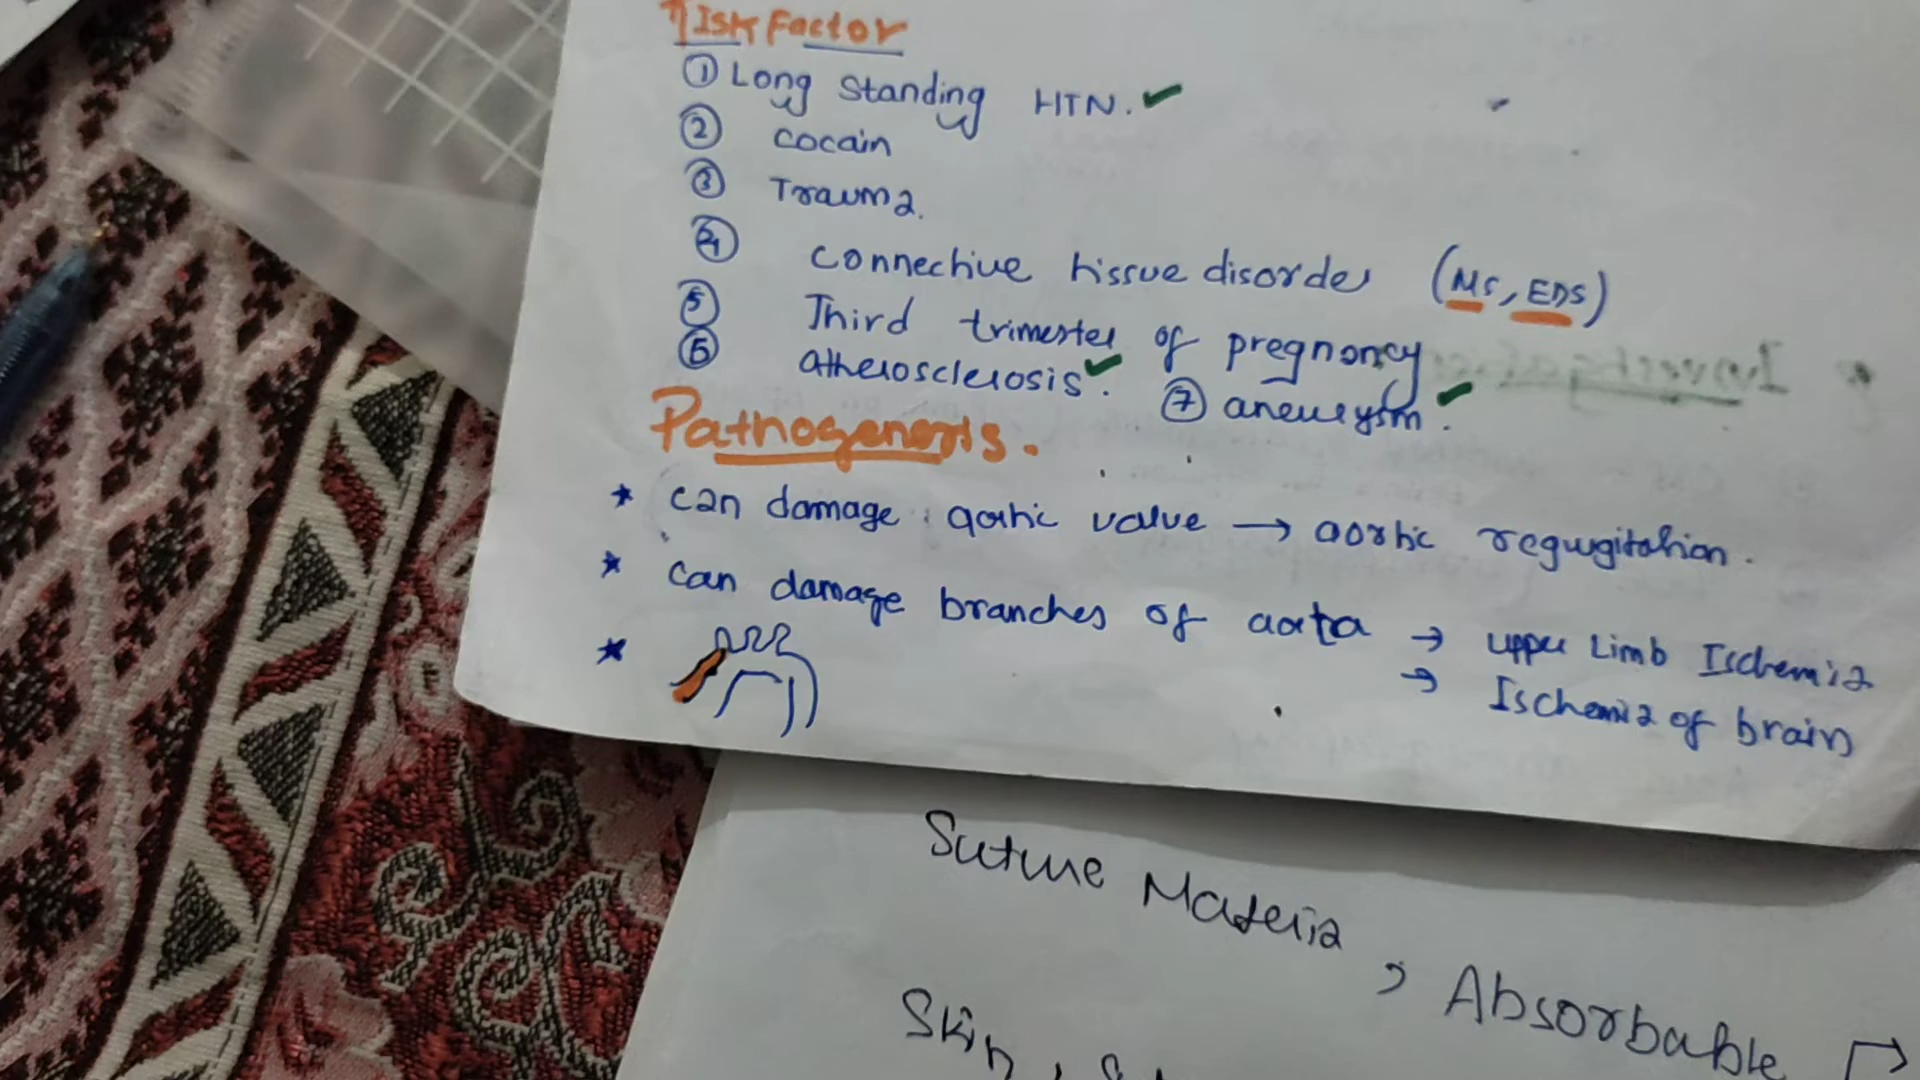 Risk Factor
① Long Standing HTN. ✓
② cocain
③ Trauma.
④ connective tissue disorder (MS, EDS)
⑤ Third trimester of pregnancy
⑥ atherosclerosis ✓. ⑦ aneurysm ✓.
Pathogenesis.
* can damage aortic valve → aortic regurgitation.
* can damage branches of aorta → upper Limb Ischemia
→ Ischemia of brain
*
Suture Materia, Absorbable
Skin,